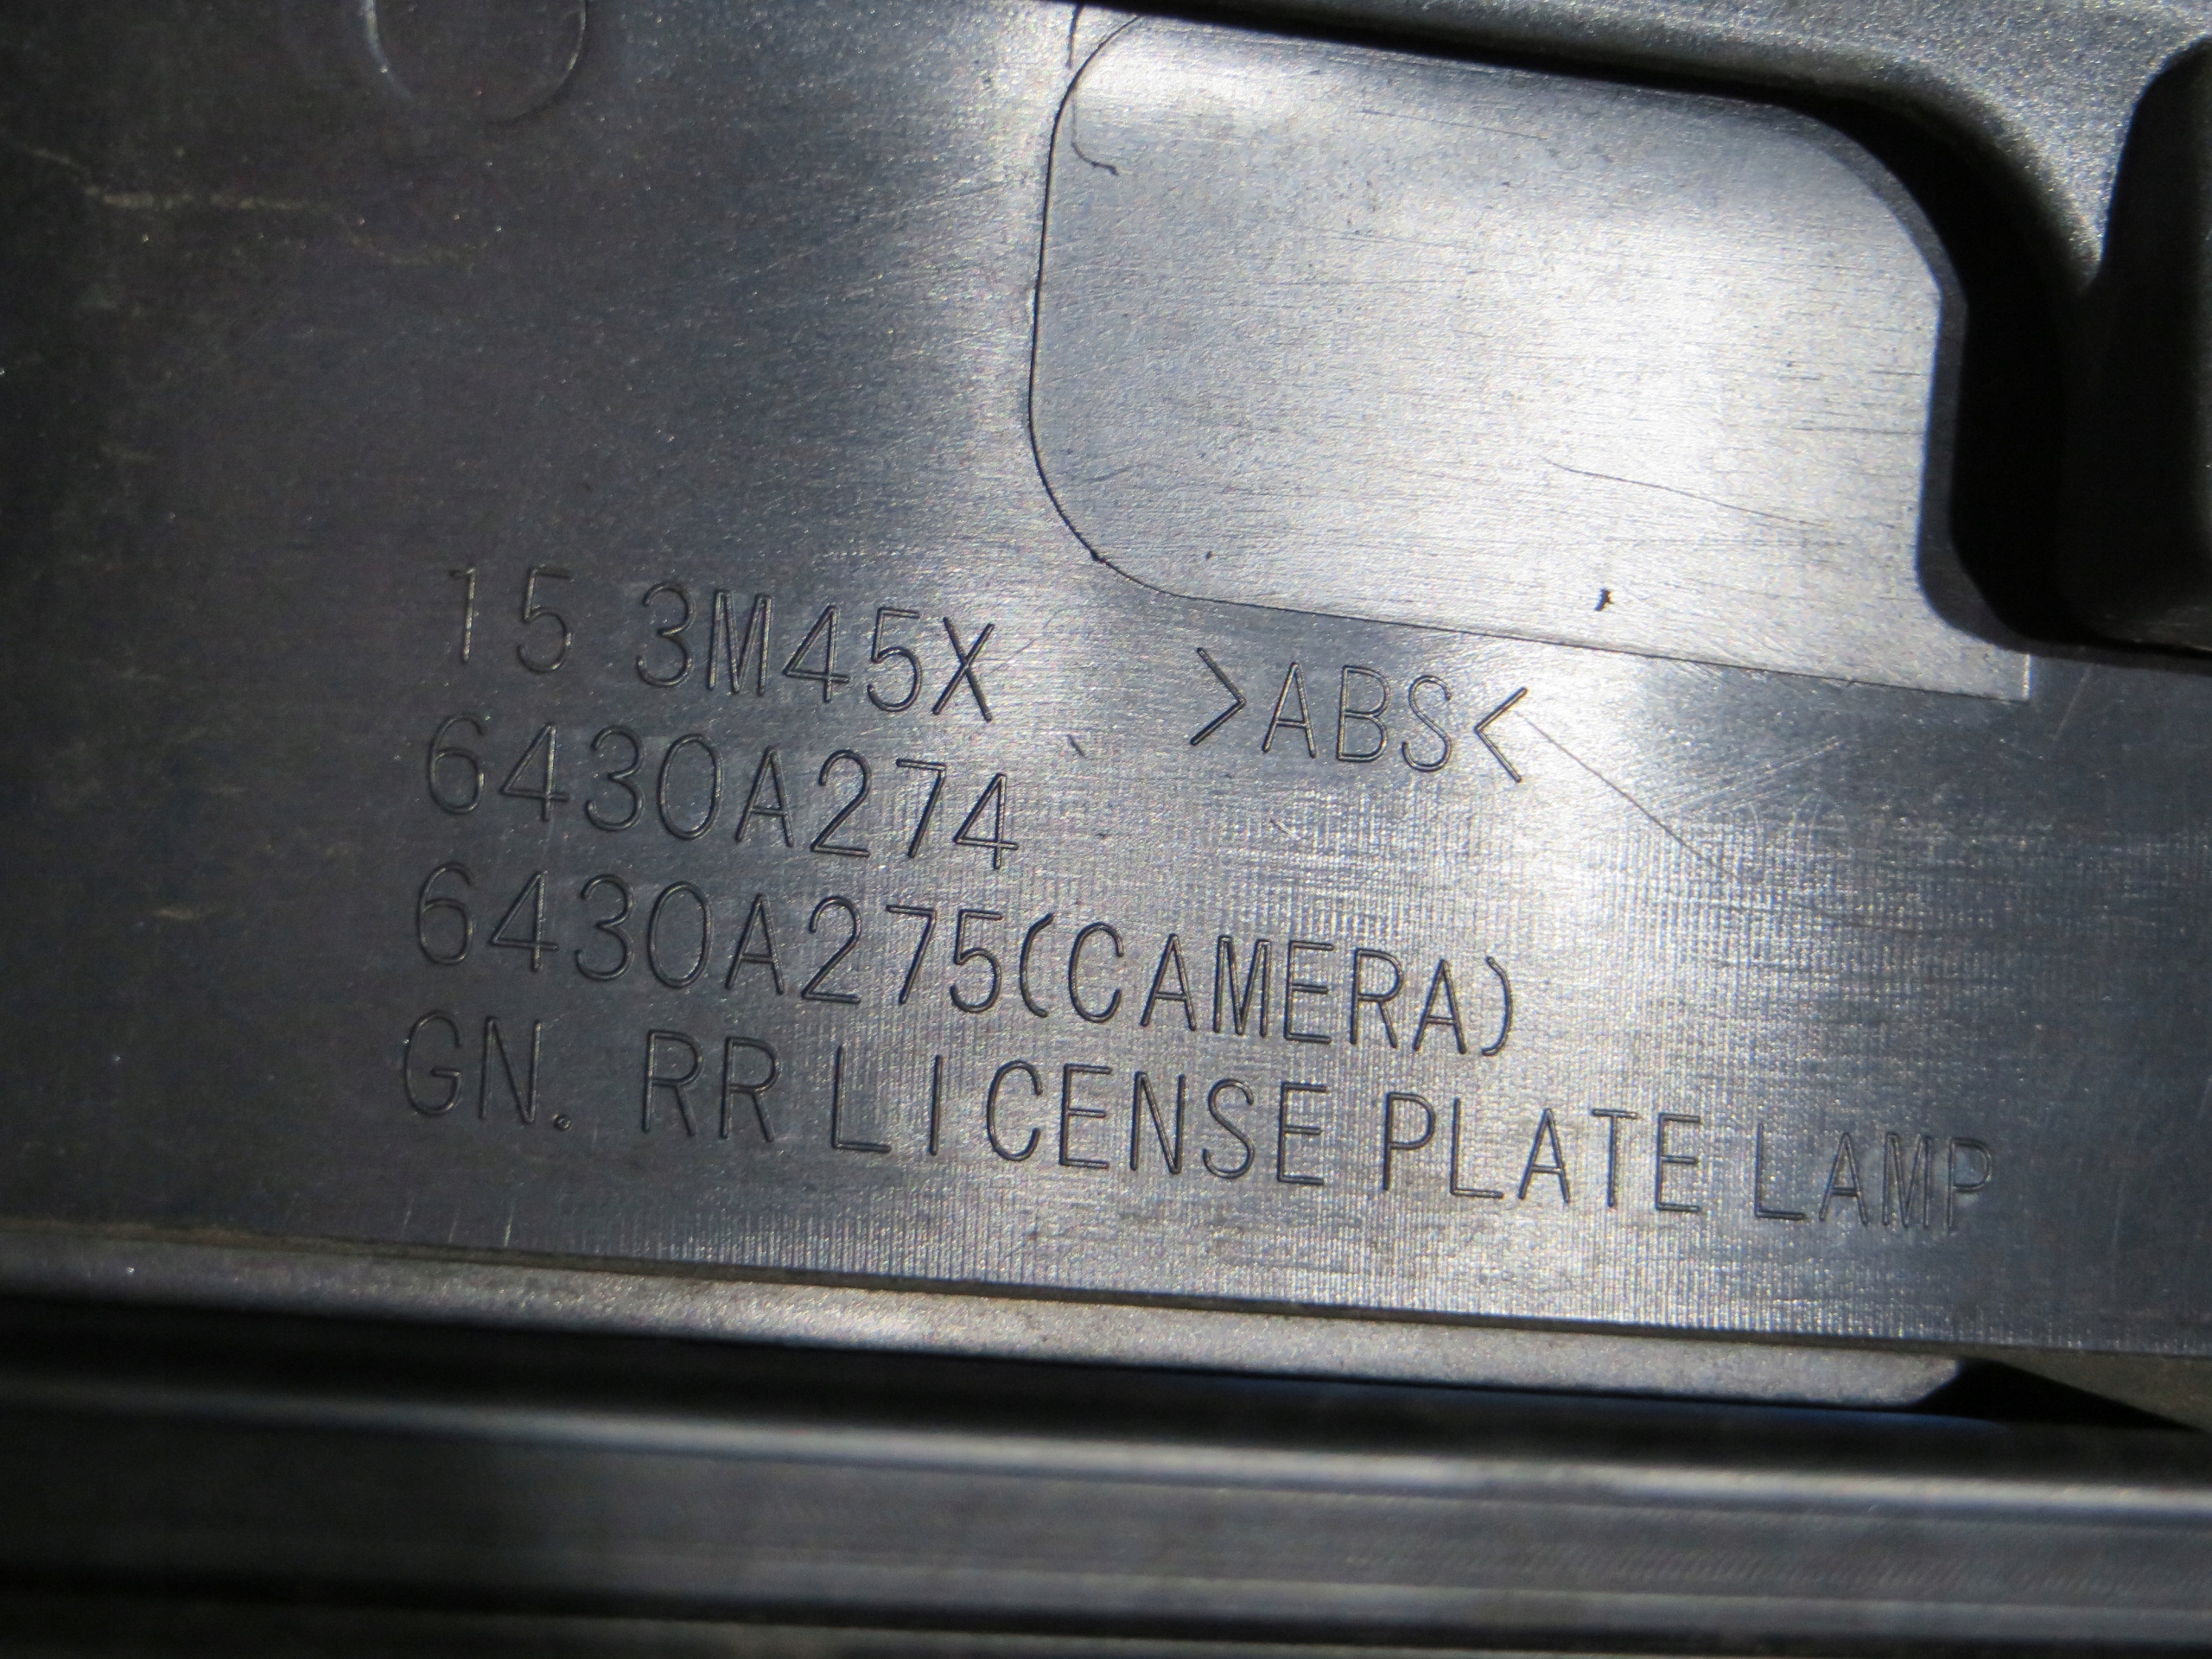 15 3M45X >ABS<
6430A274
6430A275(CAMERA)
GN. RR LICENSE PLATE LAMP